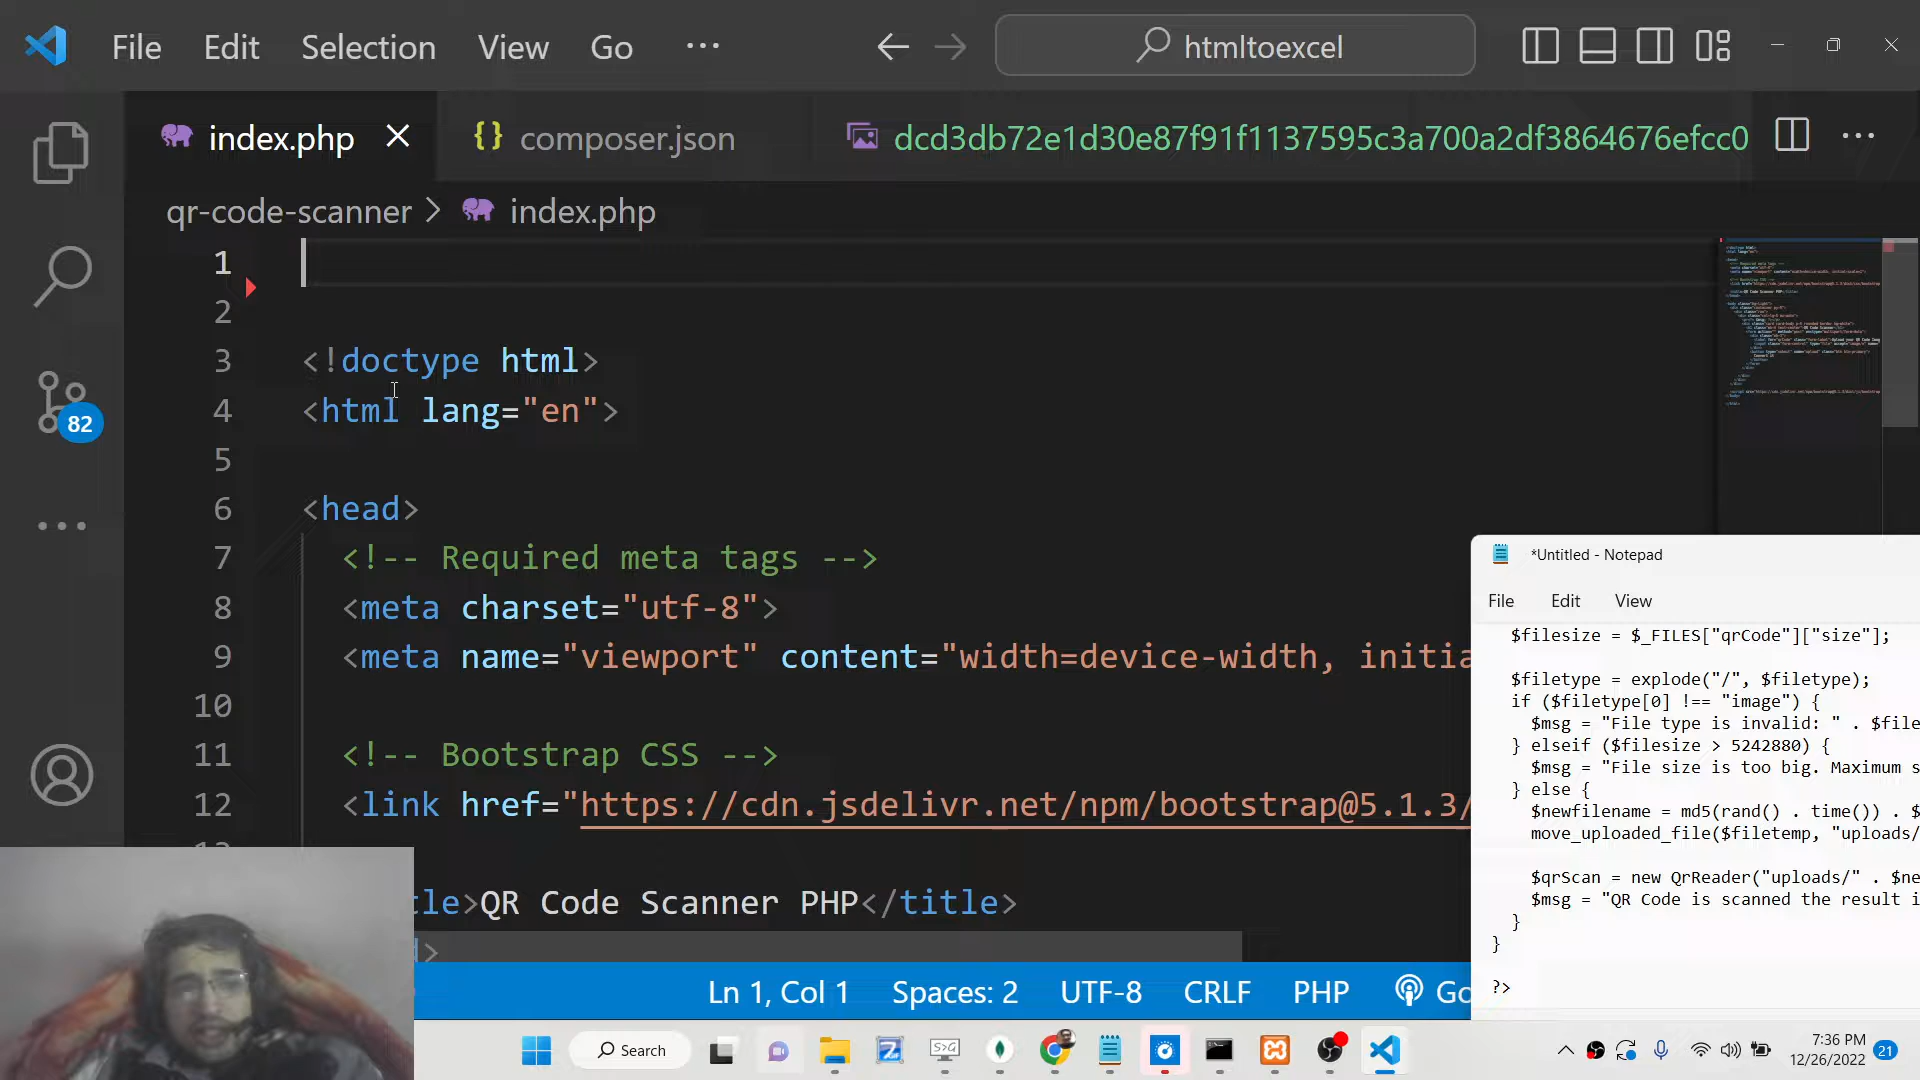 File Edit Selection View Go ···
htmltoexcel
index.php
{} composer.json
dcd3db72e1d30e87f91f1137595c3a700a2df3864676efcc0
qr-code-scanner > index.php
1
2
3 <!doctype html>
4 <html lang="en">
5
6 <head>
7 <!-- Required meta tags -->
8 <meta charset="utf-8">
9 <meta name="viewport" content="width=device-width, initia
10
11 <!-- Bootstrap CSS -->
12 <link href="https://cdn.jsdelivr.net/npm/bootstrap@5.1.3/
tle>QR Code Scanner PHP</title>
>
82
*Untitled - Notepad
File Edit View
$filesize = $_FILES["qrCode"]["size"];
$filetype = explode("/", $filetype);
if ($filetype[0] !== "image") {
$msg = "File type is invalid: " . $file
} elseif ($filesize > 5242880) {
$msg = "File size is too big. Maximum s
} else {
$newfilename = md5(rand() . time()) . $
move_uploaded_file($filetemp, "uploads/
$qrScan = new QrReader("uploads/" . $ne
$msg = "QR Code is scanned the result i
}
}
?>
Ln 1, Col 1 Spaces: 2 UTF-8 CRLF PHP Go
Search
7:36 PM
12/26/2022
21